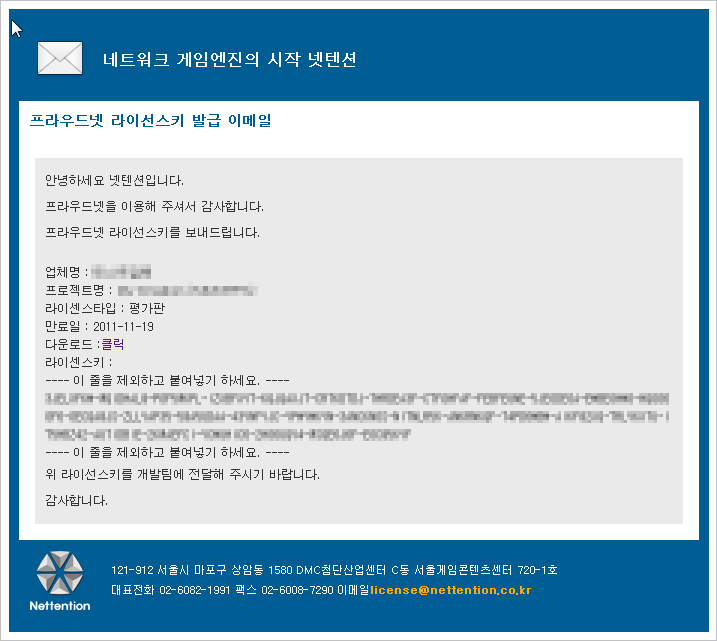 네트워크 게임엔진의 시작 넷텐션
프라우드넷 라이선스키 발급 이메일
안녕하세요 넷텐션입니다.
프라우드넷을 이용해 주셔서 감사합니다.
프라우드넷 라이선스키를 보내드립니다.
업체명 :
프로젝트명 :
라이센스타입 : 평가판
만료일 : 2011-11-19
다운로드 :클릭
라이센스키 :
---- 이 줄을 제외하고 붙여넣기 하세요. ----
---- 이 줄을 제외하고 붙여넣기 하세요. ----
위 라이선스키를 개발팀에 전달해 주시기 바랍니다.
감사합니다.
121-912 서울시 마포구 상암동 1580 DMC첨단산업센터 C동 서울게임콘텐츠센터 720-1호
대표전화 02-6082-1991 팩스 02-6008-7290 이메일license@nettention.co.kr
Nettention